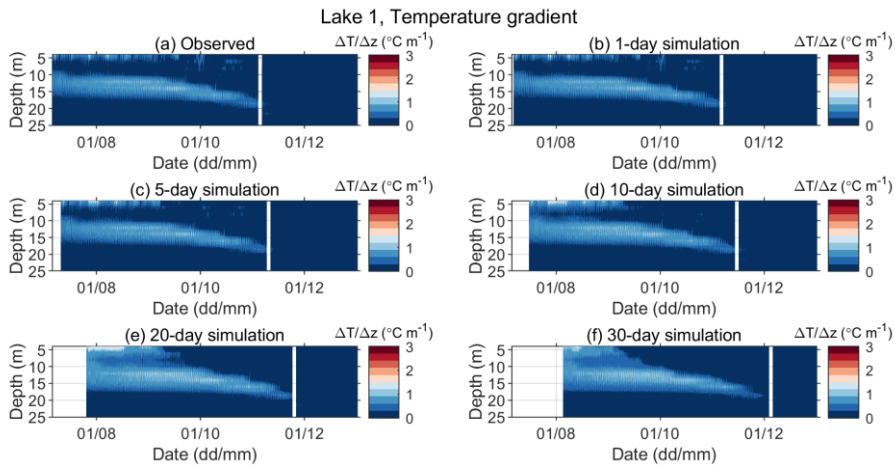 Lake 1, Temperature gradient
(a) Observed
ΔT/Δz (°C m⁻¹)
Depth (m)
5
10
15
20
25
01/08
01/10
01/12
Date (dd/mm)
3
2
1
0
(b) 1-day simulation
ΔT/Δz (°C m⁻¹)
Depth (m)
5
10
15
20
25
01/08
01/10
01/12
Date (dd/mm)
3
2
1
0
(c) 5-day simulation
ΔT/Δz (°C m⁻¹)
Depth (m)
5
10
15
20
25
01/08
01/10
01/12
Date (dd/mm)
3
2
1
0
(d) 10-day simulation
ΔT/Δz (°C m⁻¹)
Depth (m)
5
10
15
20
25
01/08
01/10
01/12
Date (dd/mm)
3
2
1
0
(e) 20-day simulation
ΔT/Δz (°C m⁻¹)
Depth (m)
5
10
15
20
25
01/08
01/10
01/12
Date (dd/mm)
3
2
1
0
(f) 30-day simulation
ΔT/Δz (°C m⁻¹)
Depth (m)
5
10
15
20
25
01/08
01/10
01/12
Date (dd/mm)
3
2
1
0